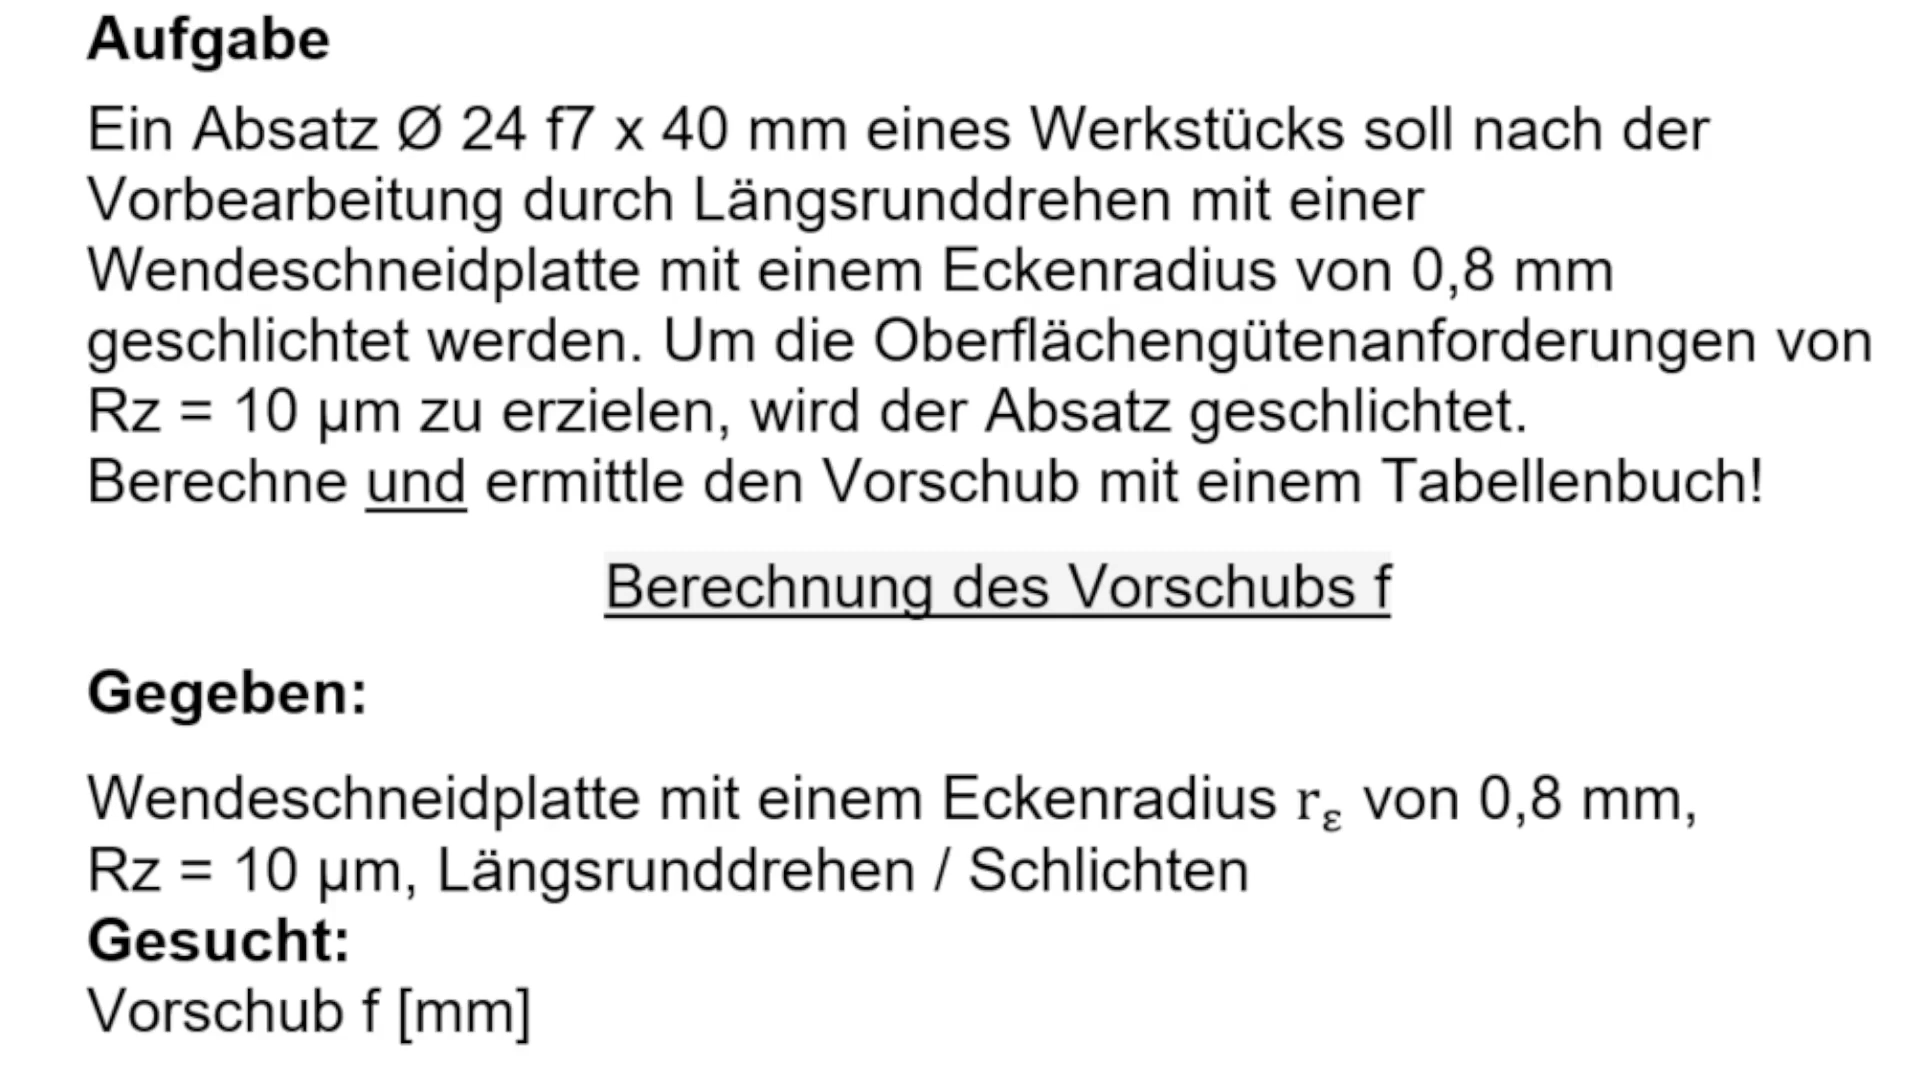 Aufgabe
Ein Absatz Ø 24 f7 x 40 mm eines Werkstücks soll nach der
Vorbearbeitung durch Längsrunddrehen mit einer
Wendeschneidplatte mit einem Eckenradius von 0,8 mm
geschlichtet werden. Um die Oberflächengütenanforderungen von
Rz = 10 µm zu erzielen, wird der Absatz geschlichtet.
Berechne und ermittle den Vorschub mit einem Tabellenbuch!
Berechnung des Vorschubs f
Gegeben:
Wendeschneidplatte mit einem Eckenradius rε von 0,8 mm,
Rz = 10 µm, Längsrunddrehen / Schlichten
Gesucht:
Vorschub f [mm]